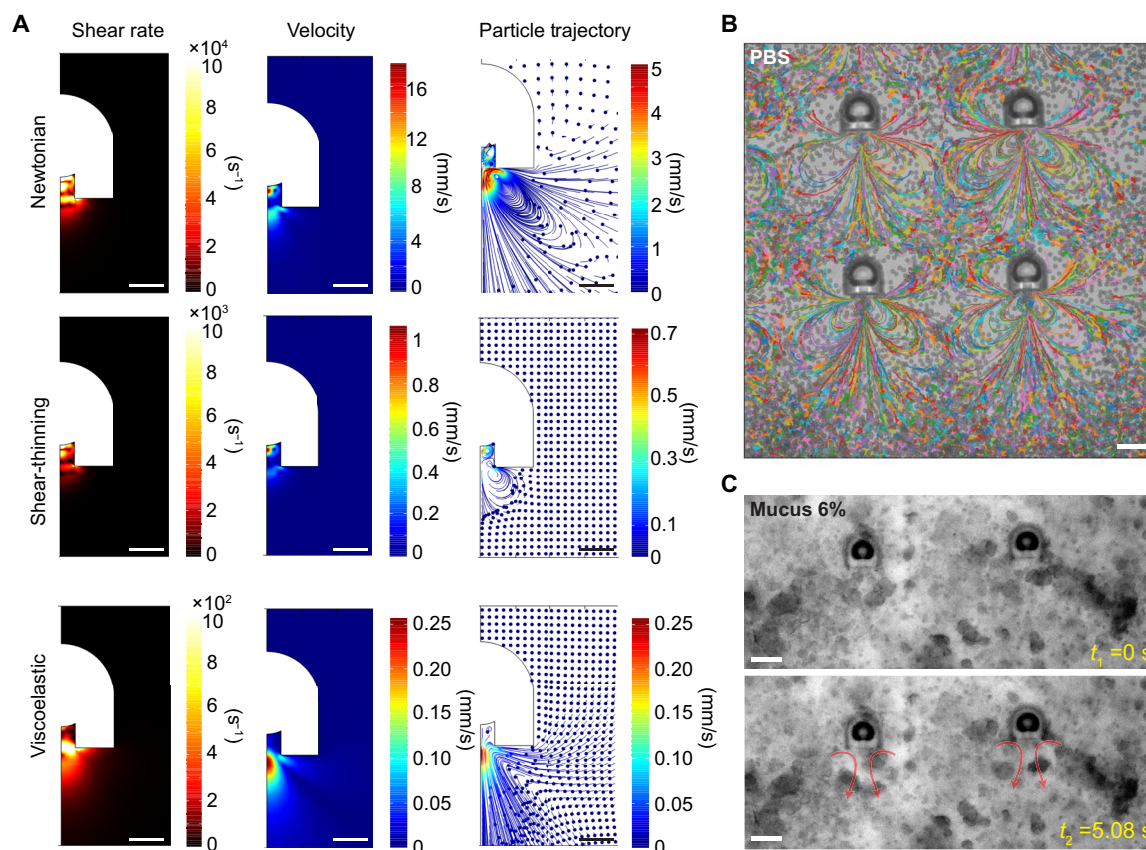 A
Shear rate
Velocity
Particle trajectory
Newtonian
×10⁴
10
8
6
4
2
0
(s⁻¹)
16
12
8
4
0
(mm/s)
5
4
3
2
1
0
(mm/s)
Shear-thinning
×10³
10
8
6
4
2
0
(s⁻¹)
1
0.8
0.6
0.4
0.2
0
(mm/s)
0.7
0.6
0.4
0.3
0.1
0
(mm/s)
Viscoelastic
×10²
10
8
6
4
2
0
(s⁻¹)
0.25
0.20
0.15
0.10
0.05
0.00
(mm/s)
0.25
0.20
0.15
0.10
0.05
0.00
(mm/s)
B
PBS
C
Mucus 6%
t₁ =0 s
t₂ =5.08 s